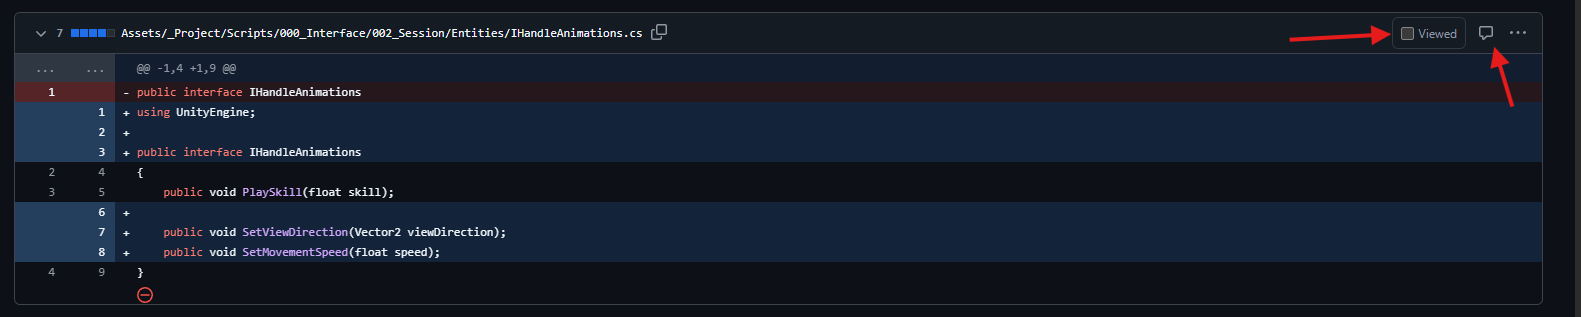 7 Assets/_Project/Scripts/000_Interface/002_Session/Entities/IHandleAnimations.cs Viewed ...
... ... @@ -1,4 +1,9 @@
1 - public interface IHandleAnimations
1 + using UnityEngine;
2 +
3 + public interface IHandleAnimations
2 4 {
3 5 public void PlaySkill(float skill);
6 +
7 + public void SetViewDirection(Vector2 viewDirection);
8 + public void SetMovementSpeed(float speed);
4 9 }